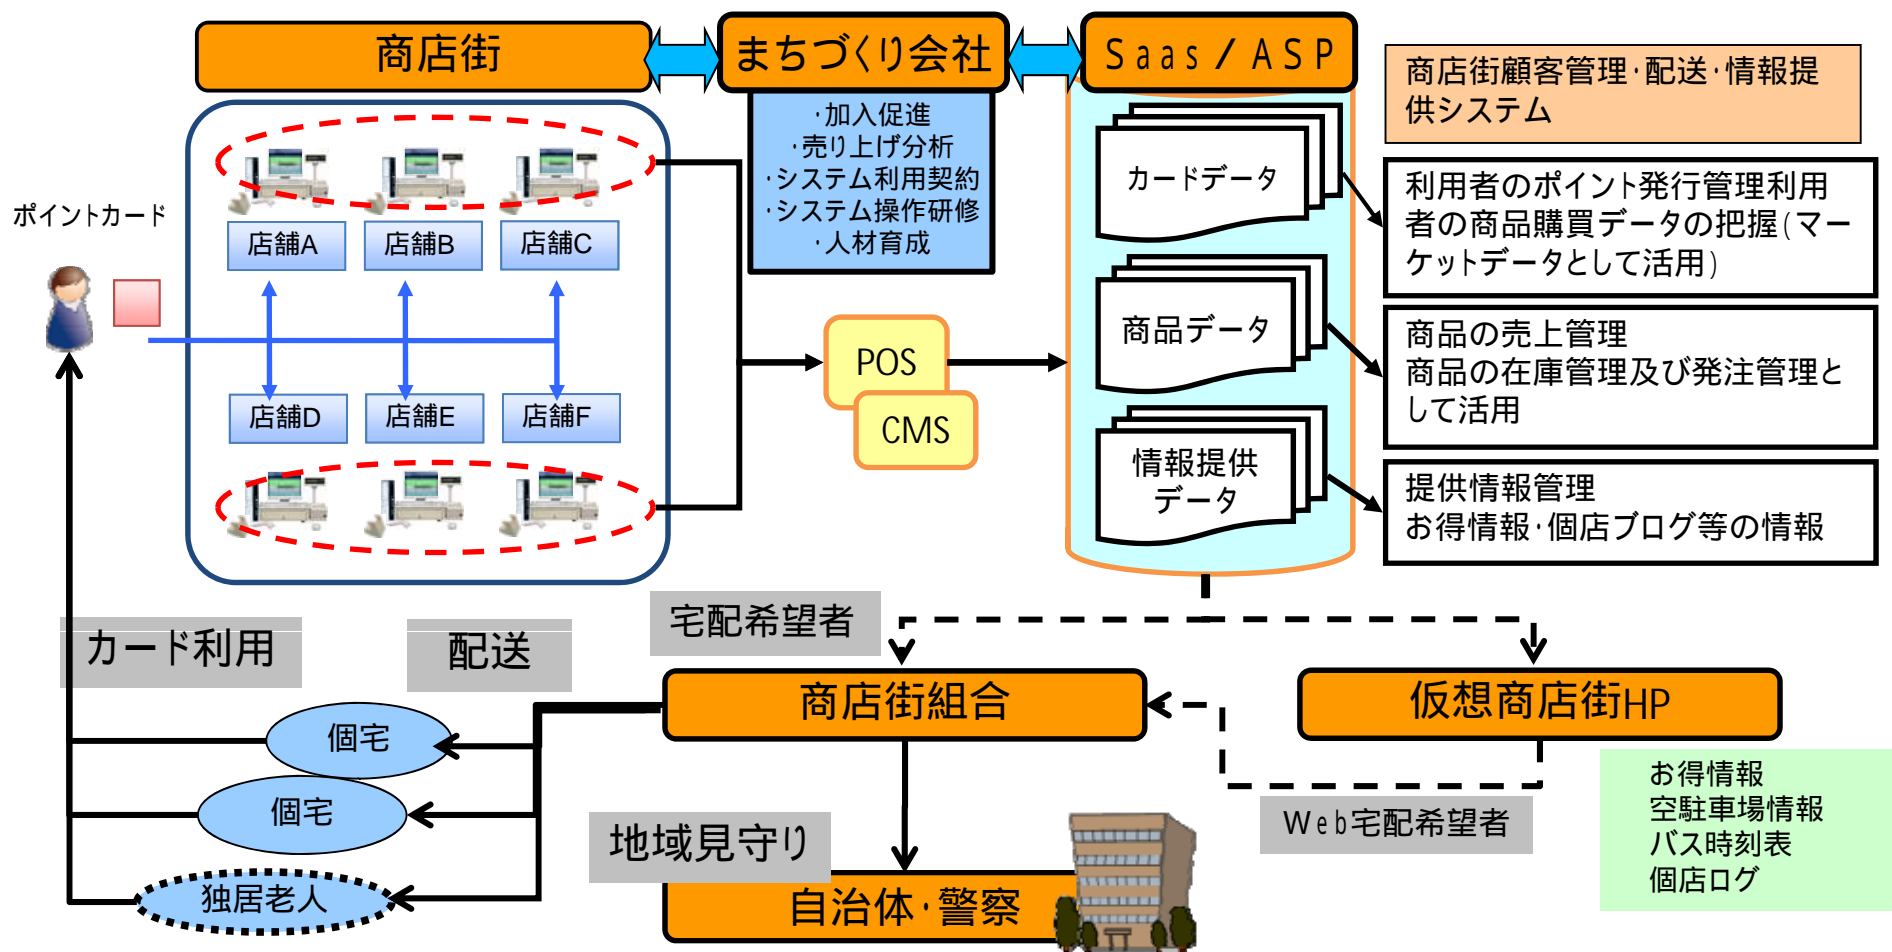 商店街
まちづくり会社
Saas/ASP
商店街顧客管理・配送・情報提
供システム
・加入促進
・売り上げ分析
・システム利用契約
・システム操作研修
・人材育成
ポイントカード
店舗A
店舗B
店舗C
店舗D
店舗E
店舗F
POS
CMS
カードデータ
商品データ
情報提供
データ
利用者のポイント発行管理利用
者の商品購買データの把握(マー
ケットデータとして活用)
商品の売上管理
商品の在庫管理及び発注管理と
して活用
提供情報管理
お得情報・個店ブログ等の情報
カード利用
配送
宅配希望者
商店街組合
仮想商店街HP
個宅
個宅
独居老人
地域見守り
自治体・警察
Web宅配希望者
お得情報
空駐車場情報
バス時刻表
個店ログ